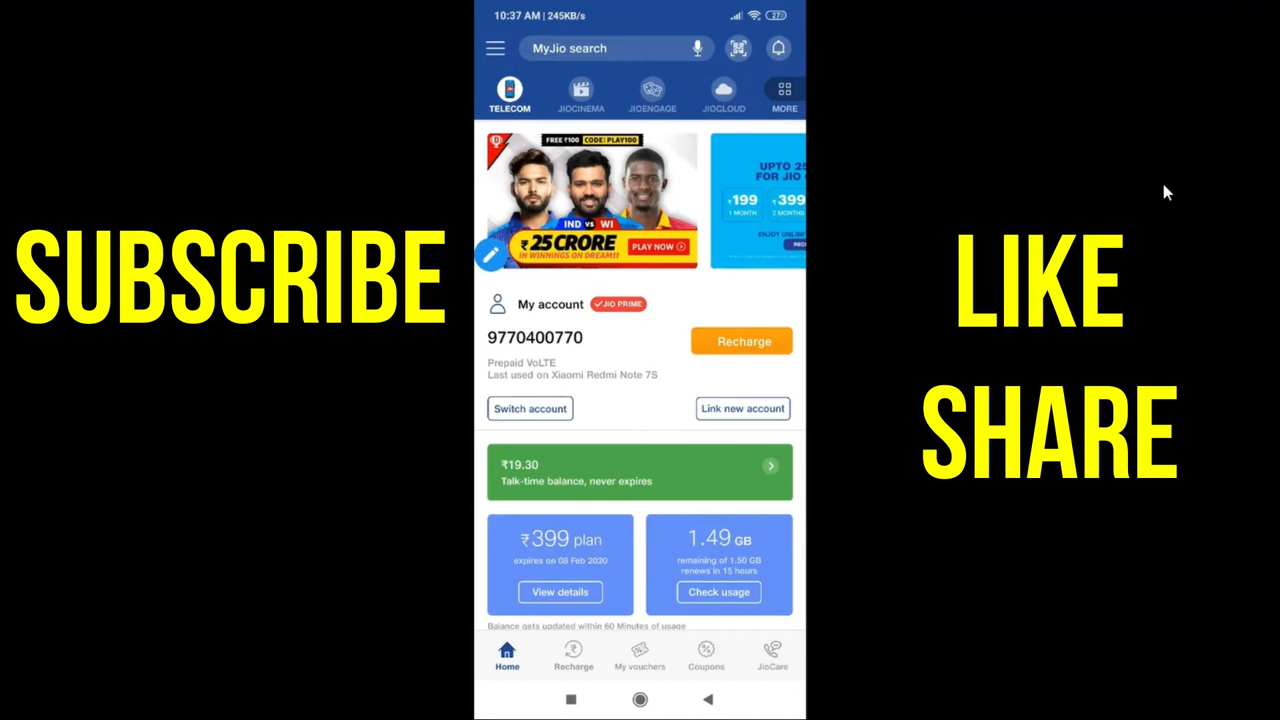 10:37 AM | 245KB/s
27
MyJio search
TELECOM
JIOCINEMA
JIOENGAGE
JIOCLOUD
MORE
FREE ₹100 CODE: PLAY100
IND VS WI
₹25 CRORE
IN WINNINGS ON DREAM11
PLAY NOW
UPTO 25
FOR JIO
₹199
1 MONTH
₹399
2 MONTHS
ENJOY UNLIM
REC
SUBSCRIBE
LIKE
SHARE
My account
JIO PRIME
9770400770
Recharge
Prepaid VoLTE
Last used on Xiaomi Redmi Note 7S
Switch account
Link new account
₹19.30
Talk-time balance, never expires
₹399 plan
expires on 08 Feb 2020
View details
1.49 GB
remaining of 1.50 GB
renews in 15 hours
Check usage
Balance gets updated within 60 Minutes of usage
Home
Recharge
My vouchers
Coupons
JioCare